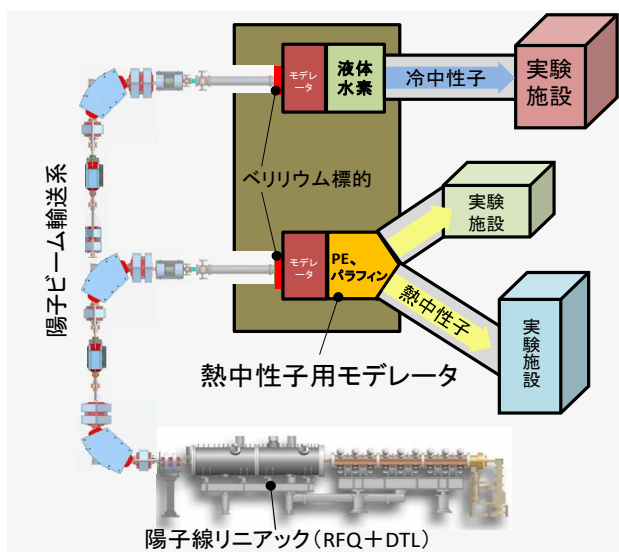 モデレ
ータ
液体
水素
冷中性子
実験
施設
ベリリウム標的
陽子ビーム輸送系
実験
施設
モデレ
ータ
PE、
パラフィン
熱中性子
実験施設
熱中性子用モデレータ
陽子線リニアック(RFQ+DTL)